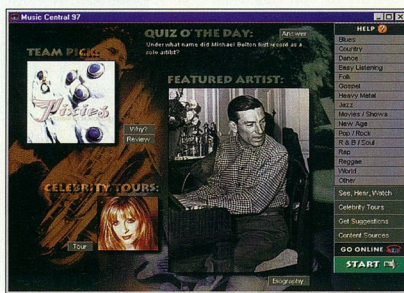 Music Central 97
QUIZ O' THE DAY:
Answer
Under what name did Michael Bolton first record as a
solo artist?
TEAM PICK:
Pixies
Why?
Review
FEATURED ARTIST:
Biography
CELEBRITY TOURS:
Tour
HELP ?
Blues
Country
Dance
Easy Listening
Folk
Gospel
Heavy Metal
Jazz
Movies / Shows
New Age
Pop / Rock
R & B / Soul
Rap
Reggae
World
Other
See, Hear, Watch
Celebrity Tours
Get Suggestions
Content Sources
GO ONLINE
START